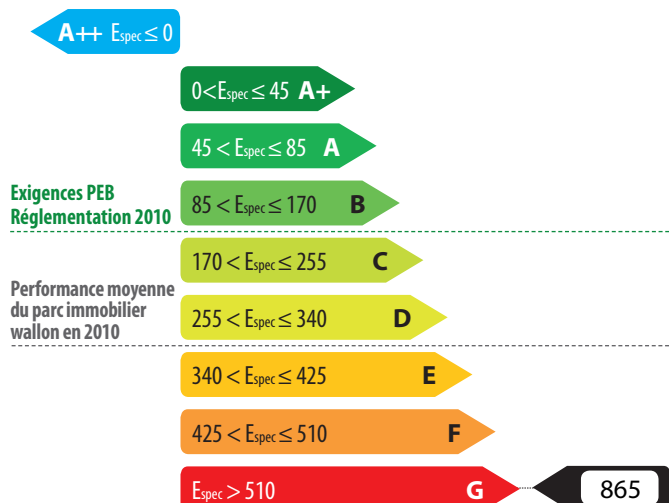 A++ Espec ≤ 0
0<Espec ≤ 45 A+
45 < Espec ≤ 85 A
Exigences PEB
Réglementation 2010
85 < Espec ≤ 170 B
170 < Espec ≤ 255 C
Performance moyenne
du parc immobilier
wallon en 2010
255 < Espec ≤ 340 D
340 < Espec ≤ 425 E
425 < Espec ≤ 510 F
Espec > 510 G 865